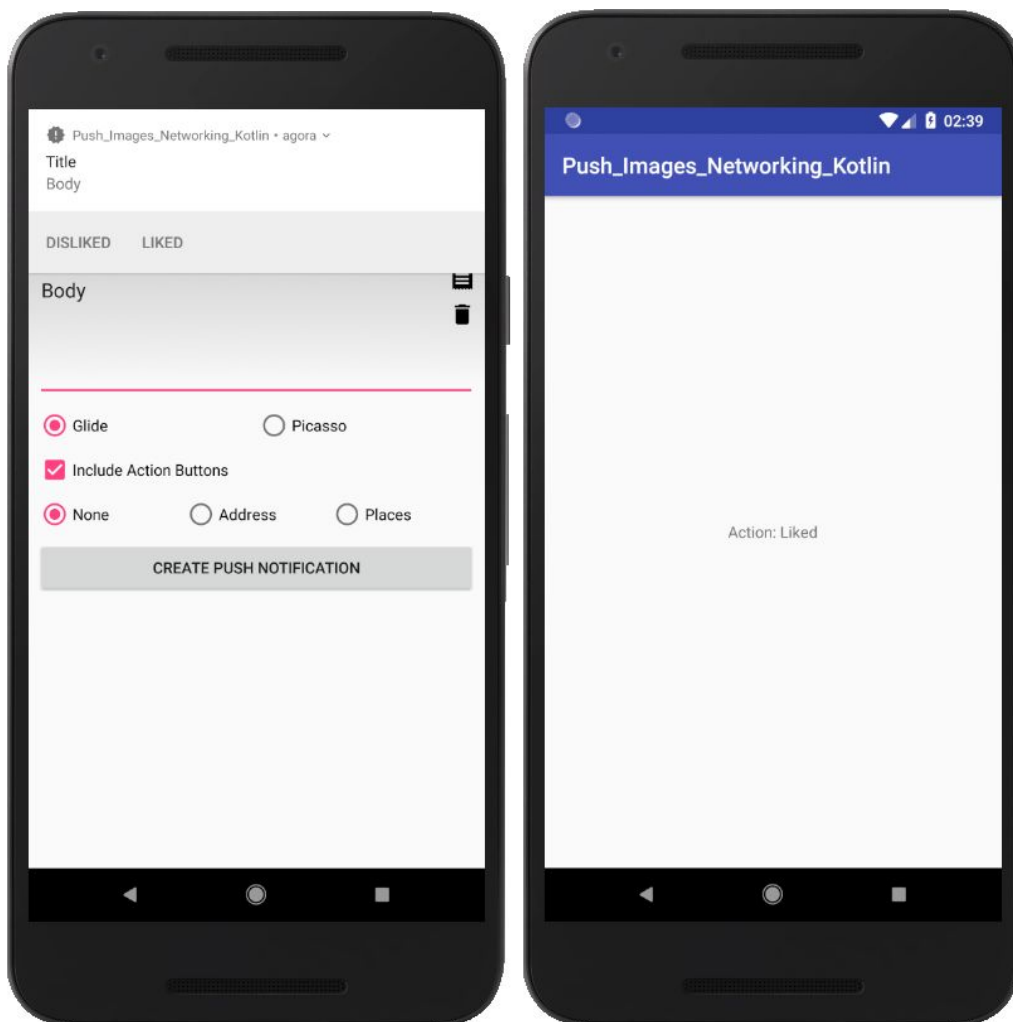 Push_Images_Networking_Kotlin • agora
Title
Body
DISLIKED LIKED
Body
Glide Picasso
Include Action Buttons
None Address Places
CREATE PUSH NOTIFICATION
02:39
Push_Images_Networking_Kotlin
Action: Liked